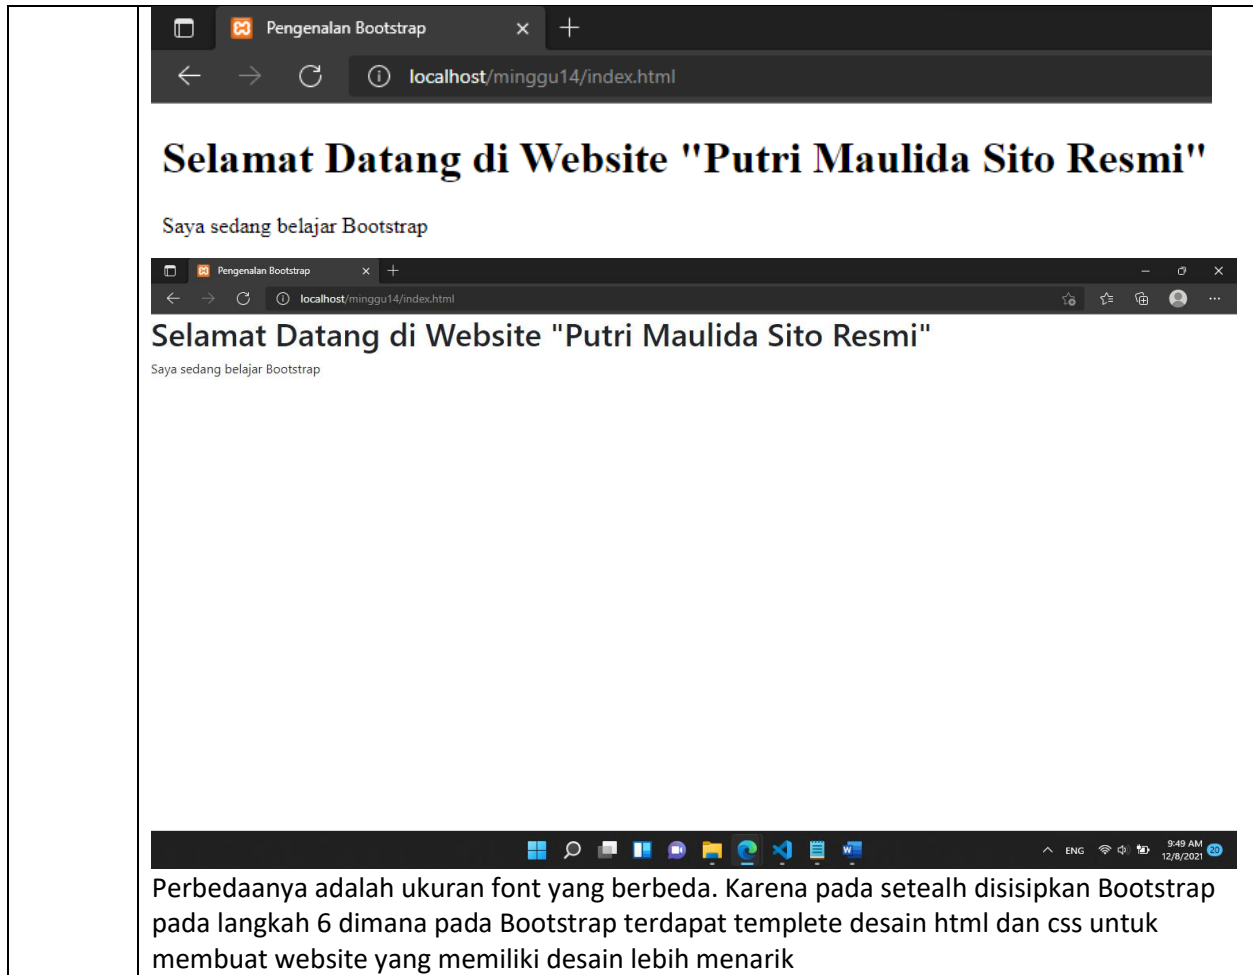 Pengenalan Bootstrap
localhost/minggu14/index.html
Selamat Datang di Website "Putri Maulida Sito Resmi"
Saya sedang belajar Bootstrap
Pengenalan Bootstrap
localhost/minggu14/index.html
Selamat Datang di Website "Putri Maulida Sito Resmi"
Saya sedang belajar Bootstrap
ENG
9:49 AM
12/8/2021
20
Perbedaanya adalah ukuran font yang berbeda. Karena pada setealh disisipkan Bootstrap
pada langkah 6 dimana pada Bootstrap terdapat templete desain html dan css untuk
membuat website yang memiliki desain lebih menarik